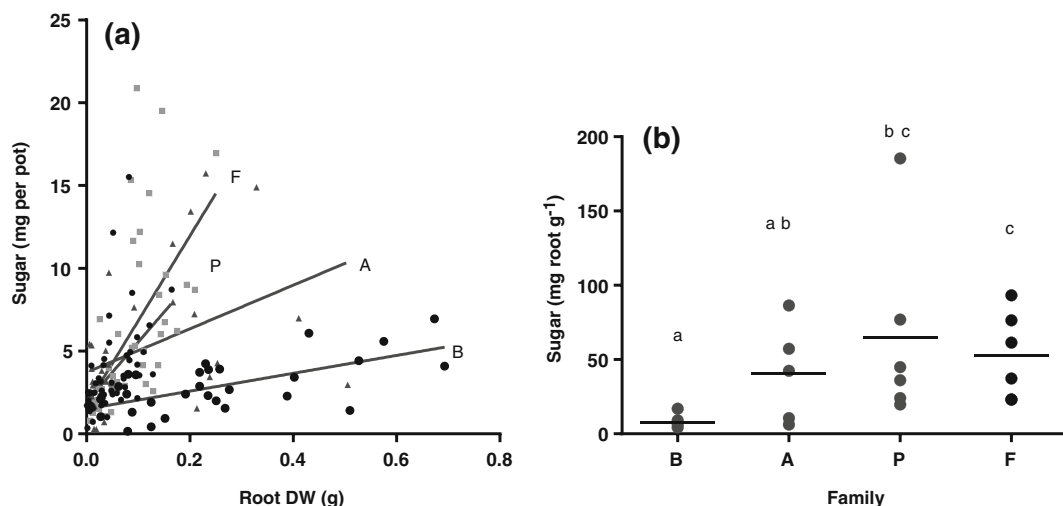 (a)
Sugar (mg per pot)
25
20
15
10
5
0
0.0 0.2 0.4 0.6 0.8
Root DW (g)
F
P
A
B
(b)
Sugar (mg root g⁻¹)
200
150
100
50
0
a
a b
b c
c
B A P F
Family